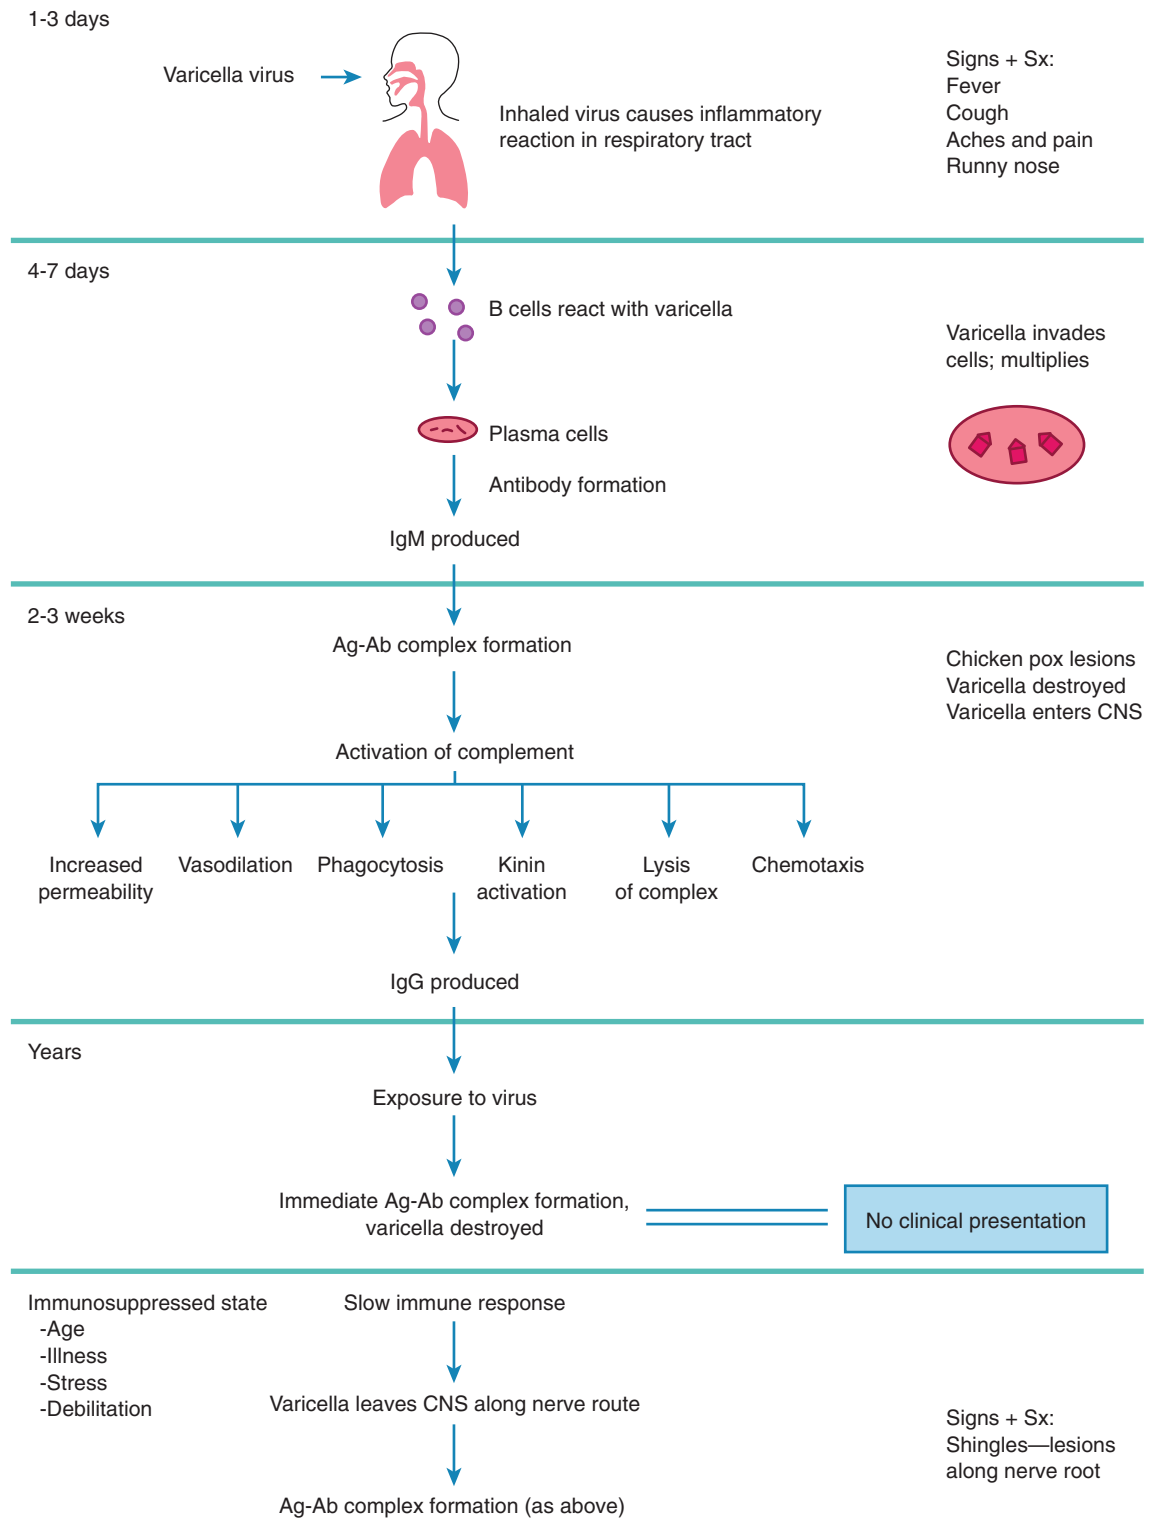 1-3 days
Varicella virus
Inhaled virus causes inflammatory
reaction in respiratory tract
Signs + Sx:
Fever
Cough
Aches and pain
Runny nose
4-7 days
B cells react with varicella
Varicella invades
cells; multiplies
Plasma cells
Antibody formation
IgM produced
2-3 weeks
Ag-Ab complex formation
Chicken pox lesions
Varicella destroyed
Varicella enters CNS
Activation of complement
Increased
permeability
Vasodilation
Phagocytosis
Kinin
activation
Lysis
of complex
Chemotaxis
IgG produced
Years
Exposure to virus
Immediate Ag-Ab complex formation,
varicella destroyed
No clinical presentation
Immunosuppressed state
-Age
-Illness
-Stress
-Debilitation
Slow immune response
Varicella leaves CNS along nerve route
Signs + Sx:
Shingles—lesions
along nerve root
Ag-Ab complex formation (as above)